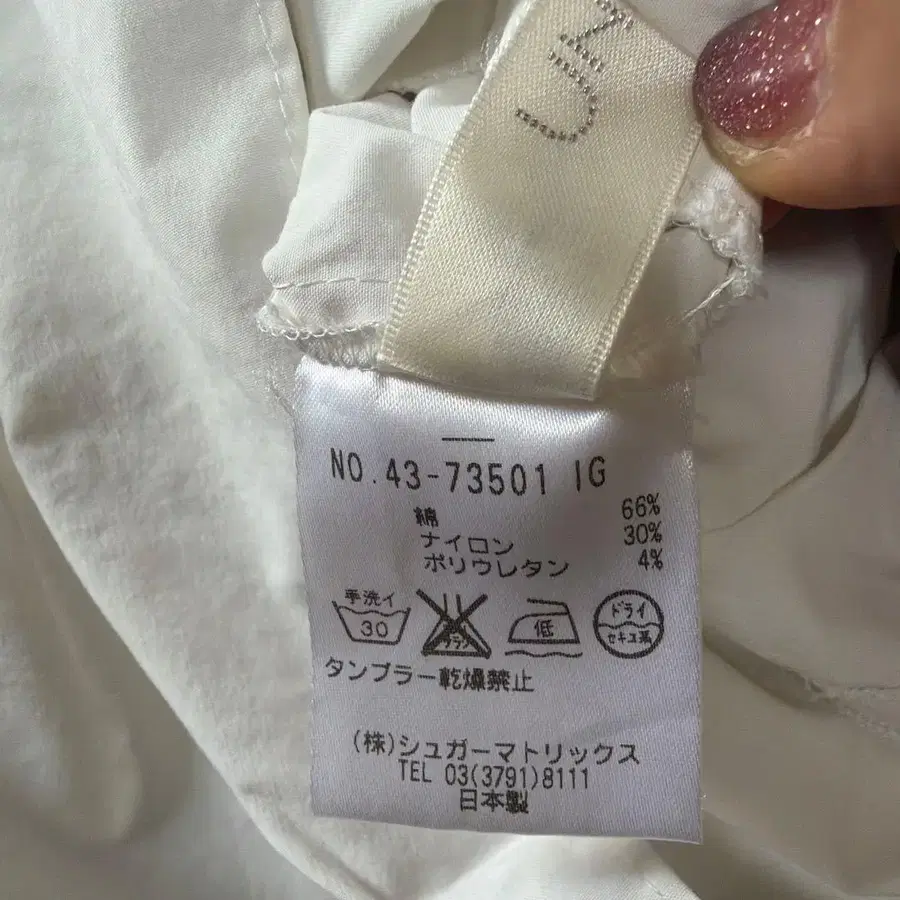 UN
NO.43-73501 IG
綿 66%
ナイロン 30%
ポリウレタン 4%
手洗イ 30 低 ドライ セキユ系
タンブラー乾燥禁止
(株)シュガーマトリックス
TEL 03(3791)8111
日本製